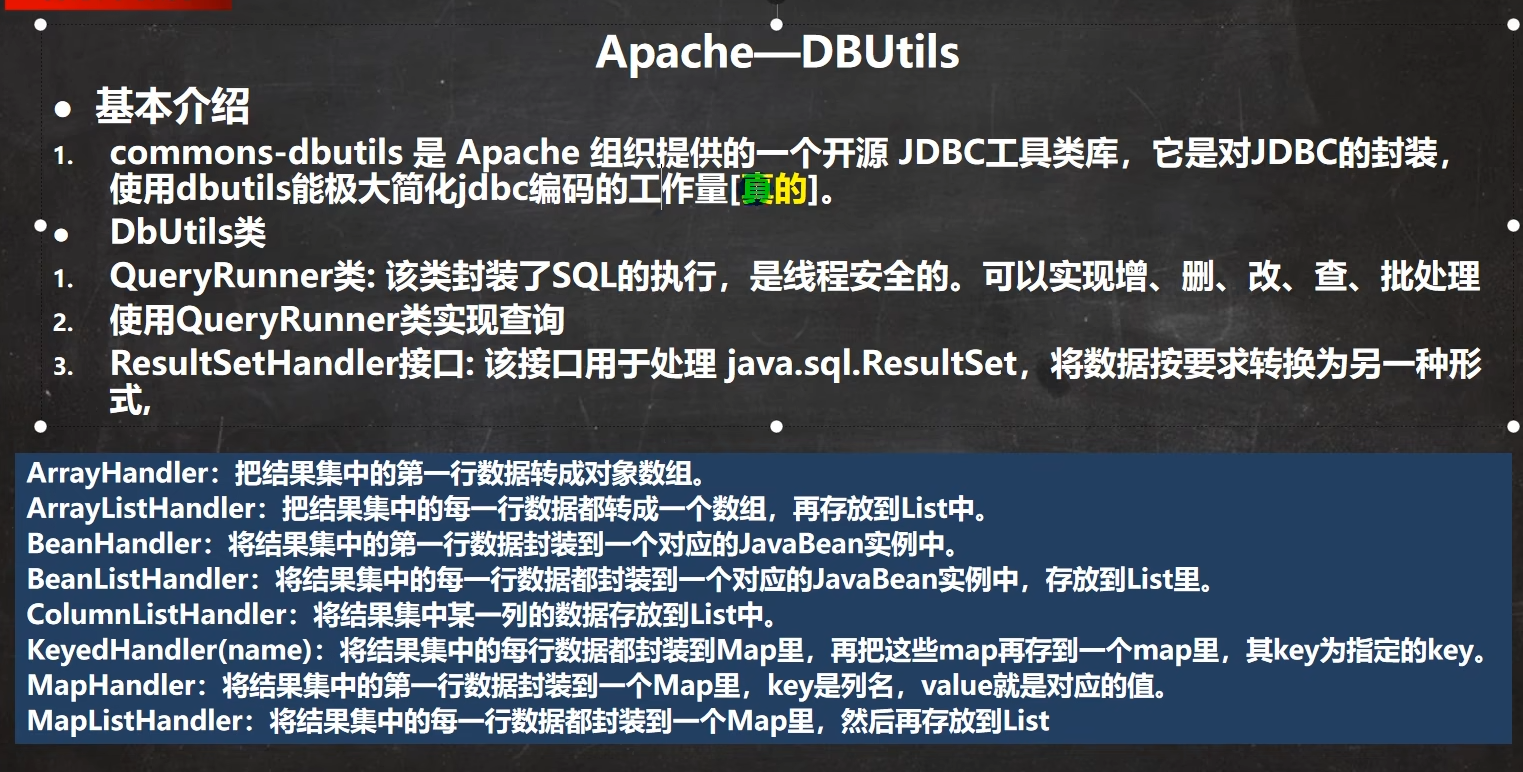 Apache—DBUtils
● 基本介绍
1. commons-dbutils 是 Apache 组织提供的一个开源 JDBC工具类库，它是对JDBC的封装，
使用dbutils能极大简化jdbc编码的工作量[真的]。
● DbUtils类
1. QueryRunner类: 该类封装了SQL的执行，是线程安全的。可以实现增、删、改、查、批处理
2. 使用QueryRunner类实现查询
3. ResultSetHandler接口: 该接口用于处理 java.sql.ResultSet，将数据按要求转换为另一种形
式,
ArrayHandler：把结果集中的第一行数据转成对象数组。
ArrayListHandler：把结果集中的每一行数据都转成一个数组，再存放到List中。
BeanHandler：将结果集中的第一行数据封装到一个对应的JavaBean实例中。
BeanListHandler：将结果集中的每一行数据都封装到一个对应的JavaBean实例中，存放到List里。
ColumnListHandler：将结果集中某一列的数据存放到List中。
KeyedHandler(name)：将结果集中的每行数据都封装到Map里，再把这些map再存到一个map里，其key为指定的key。
MapHandler：将结果集中的第一行数据封装到一个Map里，key是列名，value就是对应的值。
MapListHandler：将结果集中的每一行数据都封装到一个Map里，然后再存放到List